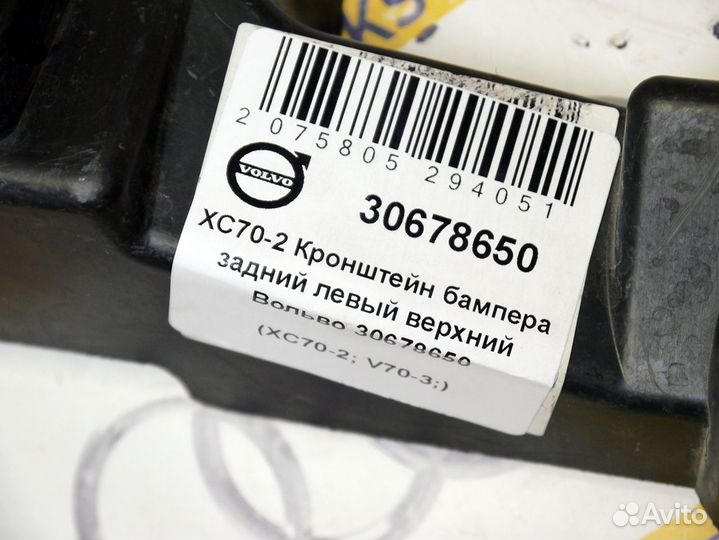 KS
2 075805 294051
VOLVO
30678650
XC70-2 Кронштейн бампера
задний левый верхний
Вольво 30678650
(XC70-2; V70-3;)
Avito